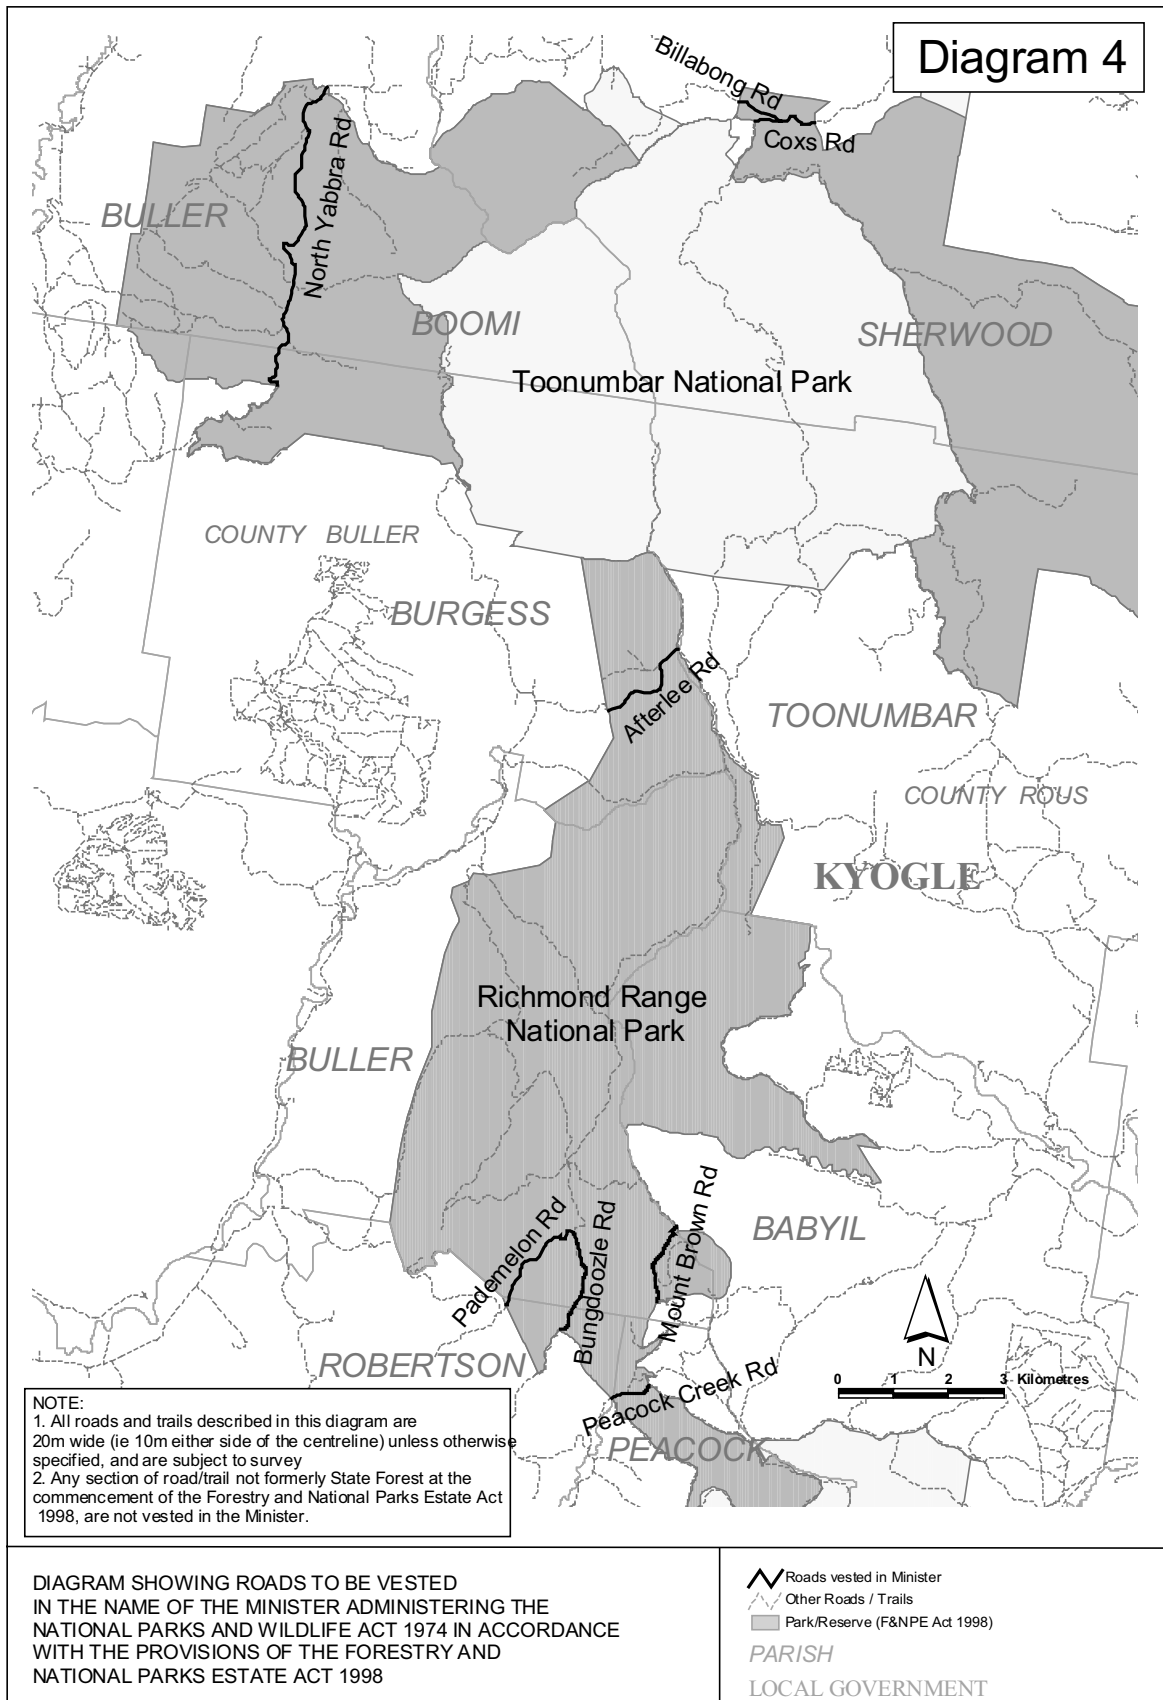 Diagram 4
Billabong Rd
Coxs Rd
North Yabbra Rd
BULLER
BOOMI
SHERWOOD
Toonumbar National Park
COUNTY BULLER
BURGESS
Afterlee Rd
TOONUMBAR
COUNTY ROUS
KYOGLE
Richmond Range
National Park
BULLER
Pademelon Rd
Bungdoozle Rd
Mount Brown Rd
BABYIL
N
ROBERTSON
0 1 2 3 Kilometres
Peacock Creek Rd
PEACOCK
NOTE:
1. All roads and trails described in this diagram are
20m wide (ie 10m either side of the centreline) unless otherwise
specified, and are subject to survey
2. Any section of road/trail not formerly State Forest at the
commencement of the Forestry and National Parks Estate Act
1998, are not vested in the Minister.
DIAGRAM SHOWING ROADS TO BE VESTED
IN THE NAME OF THE MINISTER ADMINISTERING THE
NATIONAL PARKS AND WILDLIFE ACT 1974 IN ACCORDANCE
WITH THE PROVISIONS OF THE FORESTRY AND
NATIONAL PARKS ESTATE ACT 1998
Roads vested in Minister
Other Roads / Trails
Park/Reserve (F&NPE Act 1998)
PARISH
LOCAL GOVERNMENT